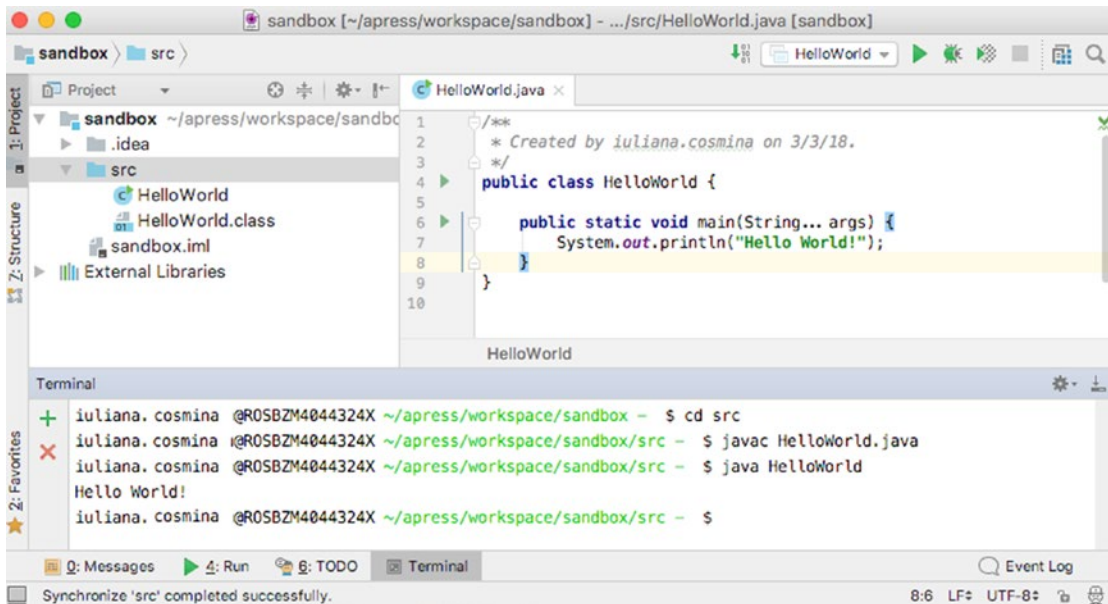 sandbox [~/apress/workspace/sandbox] - .../src/HelloWorld.java [sandbox]
sandbox src
HelloWorld
1: Project
7: Structure
2: Favorites
Project
sandbox ~/apress/workspace/sandbo
.idea
src
HelloWorld
HelloWorld.class
sandbox.iml
External Libraries
HelloWorld.java
1 /**
2 * Created by iuliana.cosmina on 3/3/18.
3 */
4 public class HelloWorld {
5
6 public static void main(String... args) {
7 System.out.println("Hello World!");
8 }
9 }
10
HelloWorld
Terminal
iuliana.cosmina @ROSBZM4044324X ~/apress/workspace/sandbox - $ cd src
iuliana.cosmina @ROSBZM4044324X ~/apress/workspace/sandbox/src - $ javac HelloWorld.java
iuliana.cosmina @ROSBZM4044324X ~/apress/workspace/sandbox/src - $ java HelloWorld
Hello World!
iuliana.cosmina @ROSBZM4044324X ~/apress/workspace/sandbox/src - $
0: Messages 4: Run 6: TODO Terminal Event Log
Synchronize 'src' completed successfully. 8:6 LF UTF-8